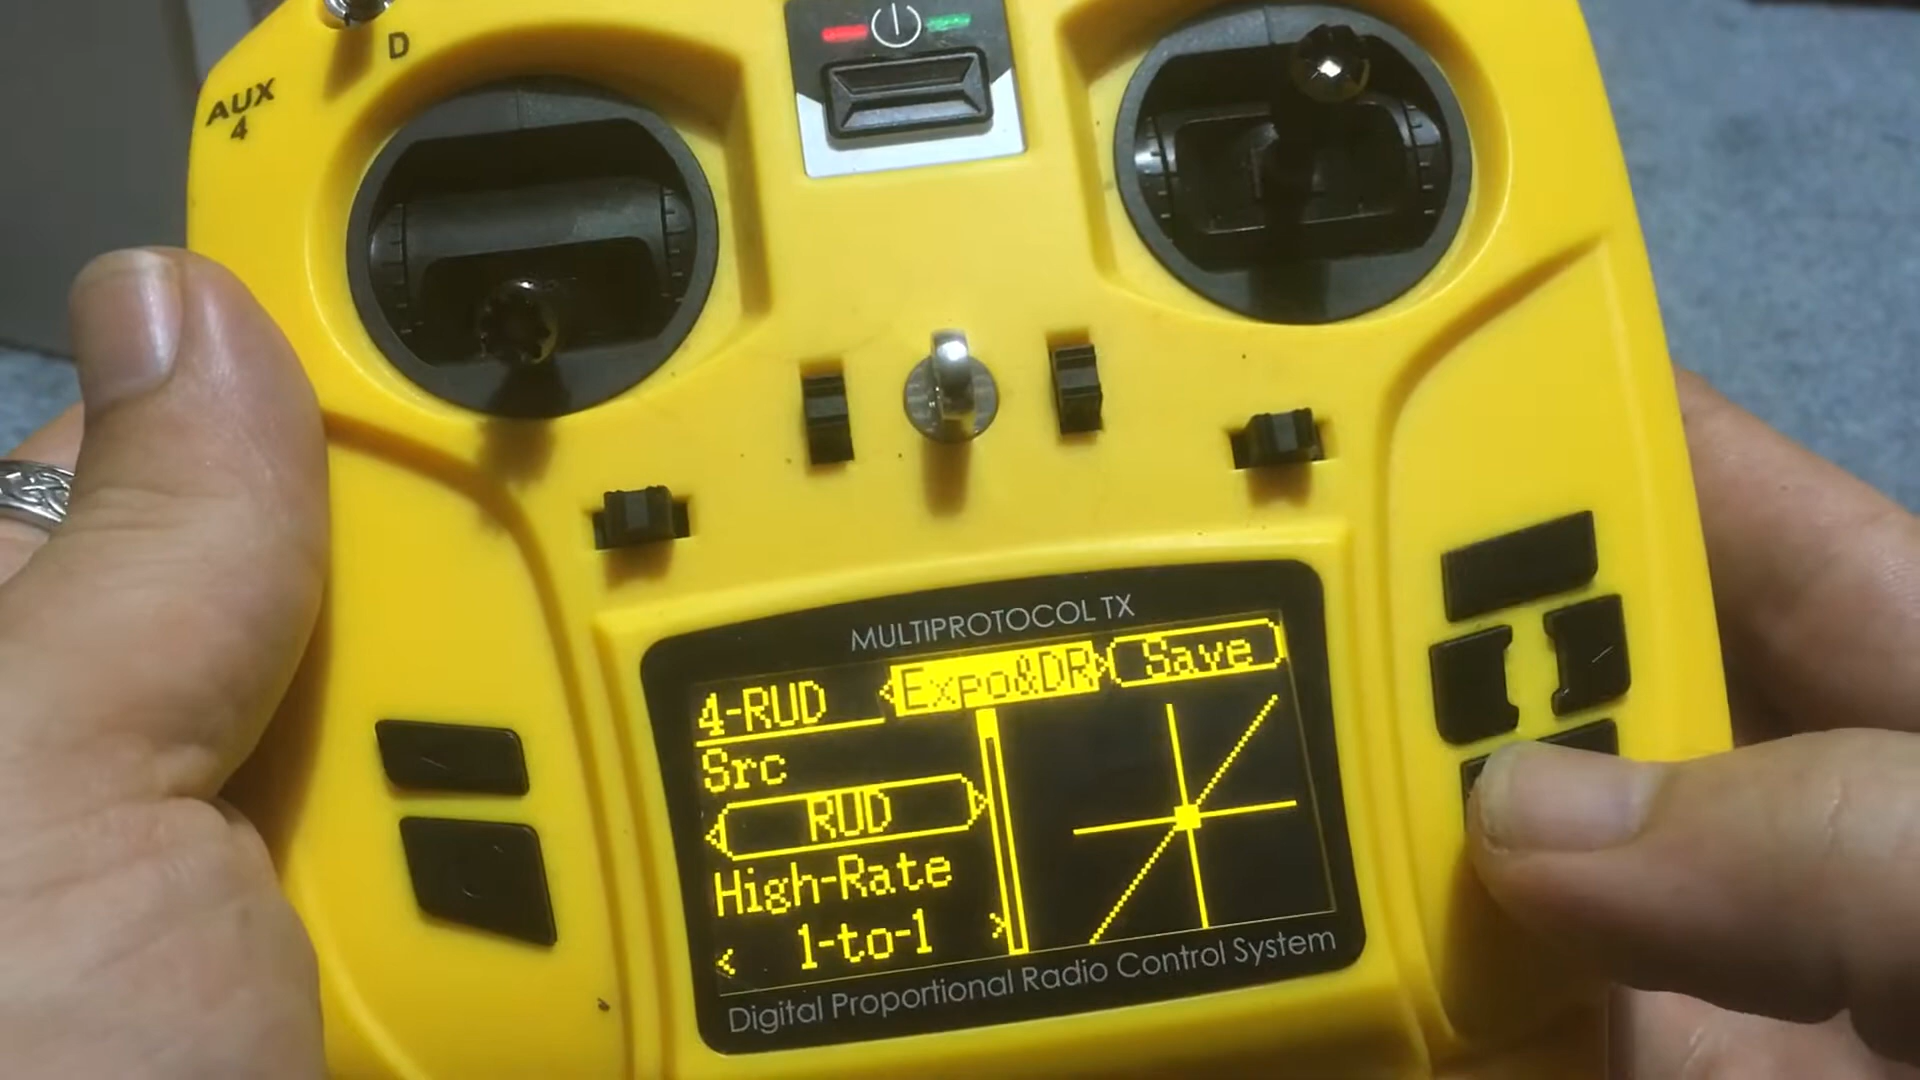 D
AUX
4
MULTIPROTOCOL TX
4-RUD <Expo&DR> Save
Src
< RUD >
High-Rate
< 1-to-1 >
Digital Proportional Radio Control System